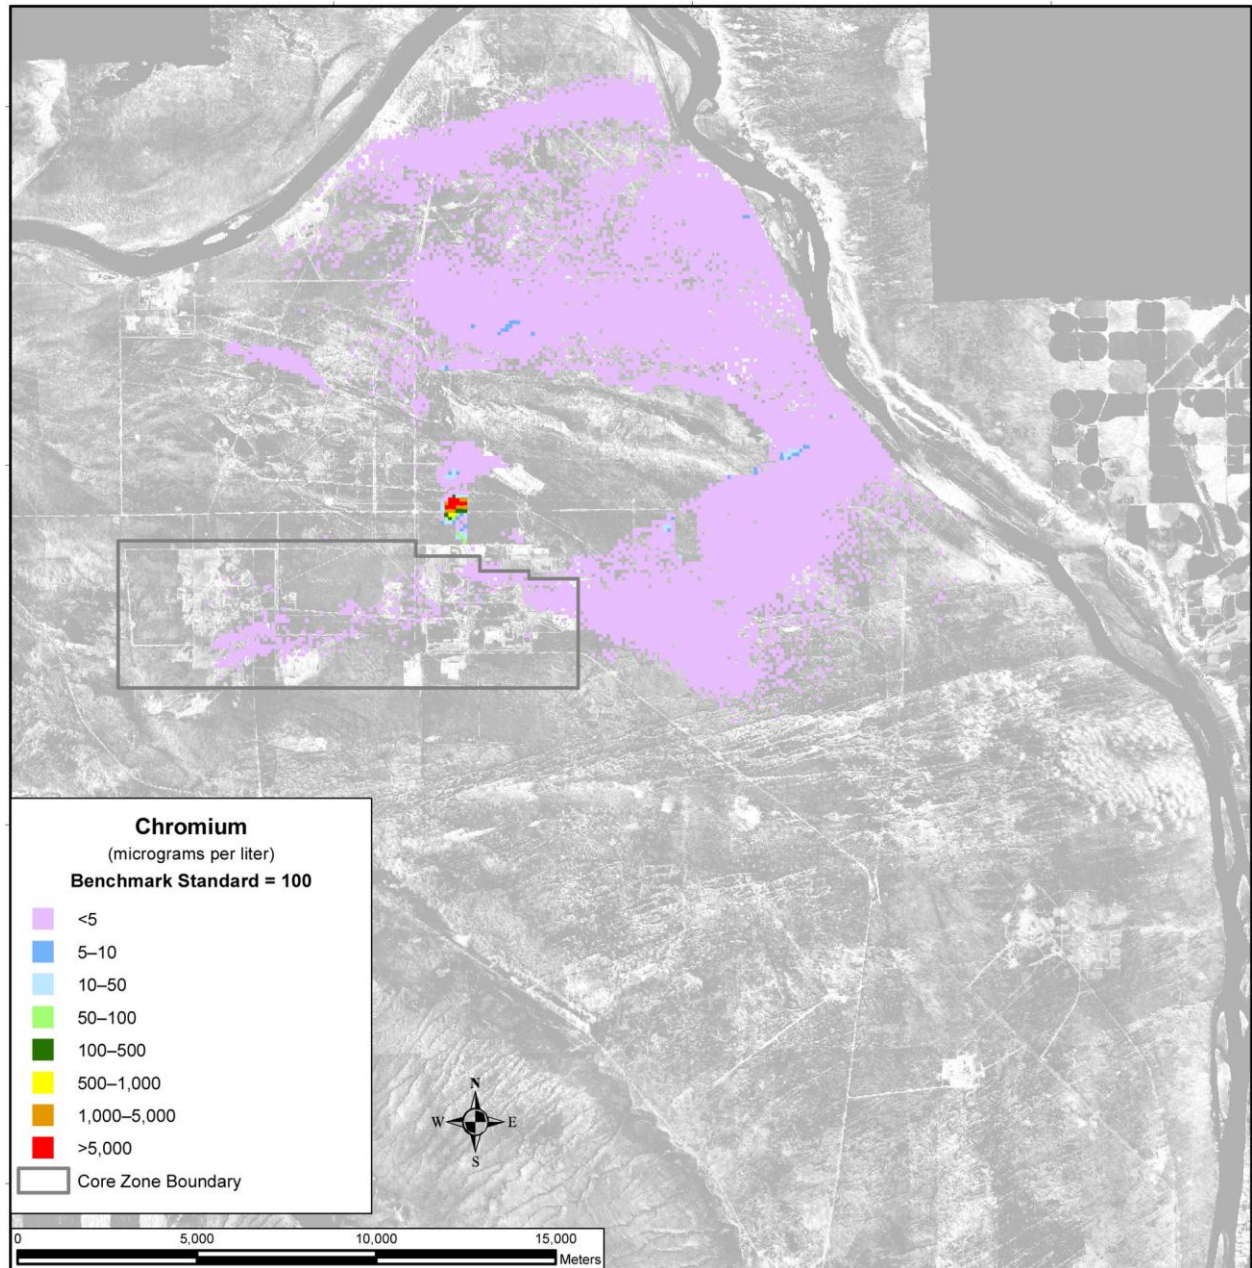 N
W E
S
Chromium
(micrograms per liter)
Benchmark Standard = 100
<5
5–10
10–50
50–100
100–500
500–1,000
1,000–5,000
>5,000
Core Zone Boundary
0 5,000 10,000 15,000
Meters